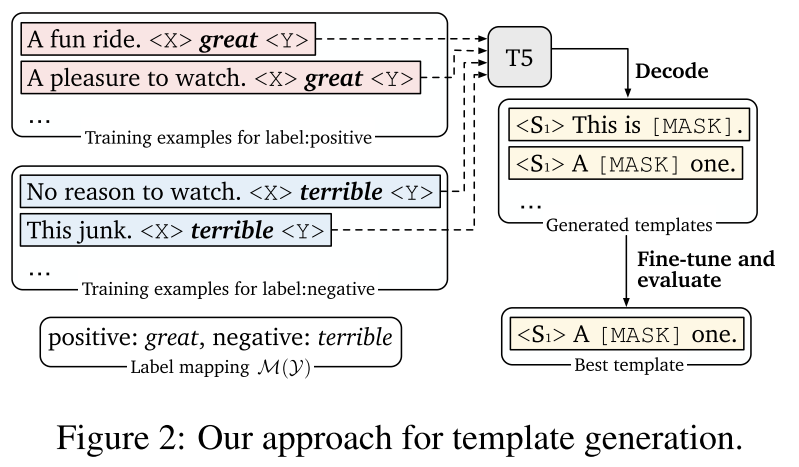 A fun ride. <X> great <Y>
A pleasure to watch. <X> great <Y>
...
Training examples for label:positive
No reason to watch. <X> terrible <Y>
This junk. <X> terrible <Y>
...
Training examples for label:negative
positive: great, negative: terrible
Label mapping ℳ(𝒴)
T5
Decode
<S₁> This is [MASK].
<S₁> A [MASK] one.
...
Generated templates
Fine-tune and
evaluate
<S₁> A [MASK] one.
Best template
Figure 2: Our approach for template generation.